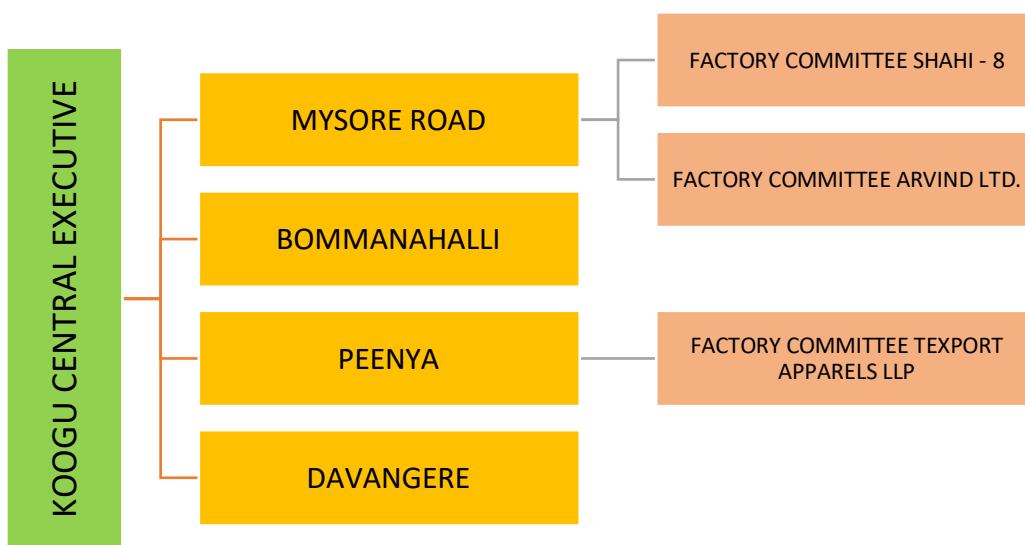 KOOGU CENTRAL EXECUTIVE
MYSORE ROAD
FACTORY COMMITTEE SHAHI - 8
FACTORY COMMITTEE ARVIND LTD.
BOMMANAHALLI
PEENYA
FACTORY COMMITTEE TEXPORT
APPARELS LLP
DAVANGERE